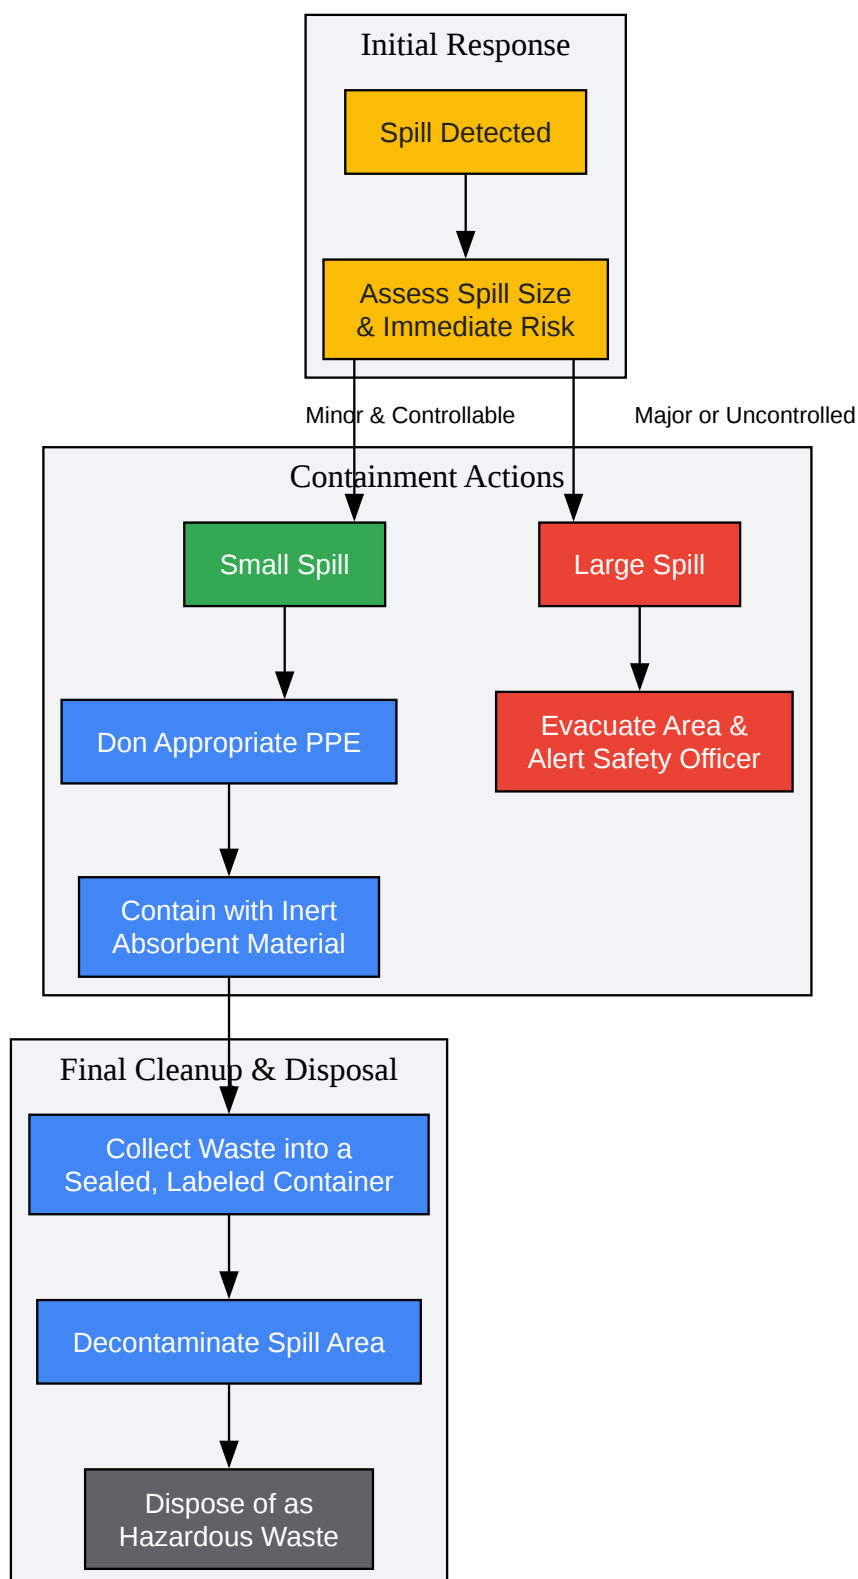 Initial Response
Spill Detected
Assess Spill Size
& Immediate Risk
Minor & Controllable
Major or Uncontrolled
Containment Actions
Small Spill
Large Spill
Don Appropriate PPE
Evacuate Area &
Alert Safety Officer
Contain with Inert
Absorbent Material
Final Cleanup & Disposal
Collect Waste into a
Sealed, Labeled Container
Decontaminate Spill Area
Dispose of as
Hazardous Waste